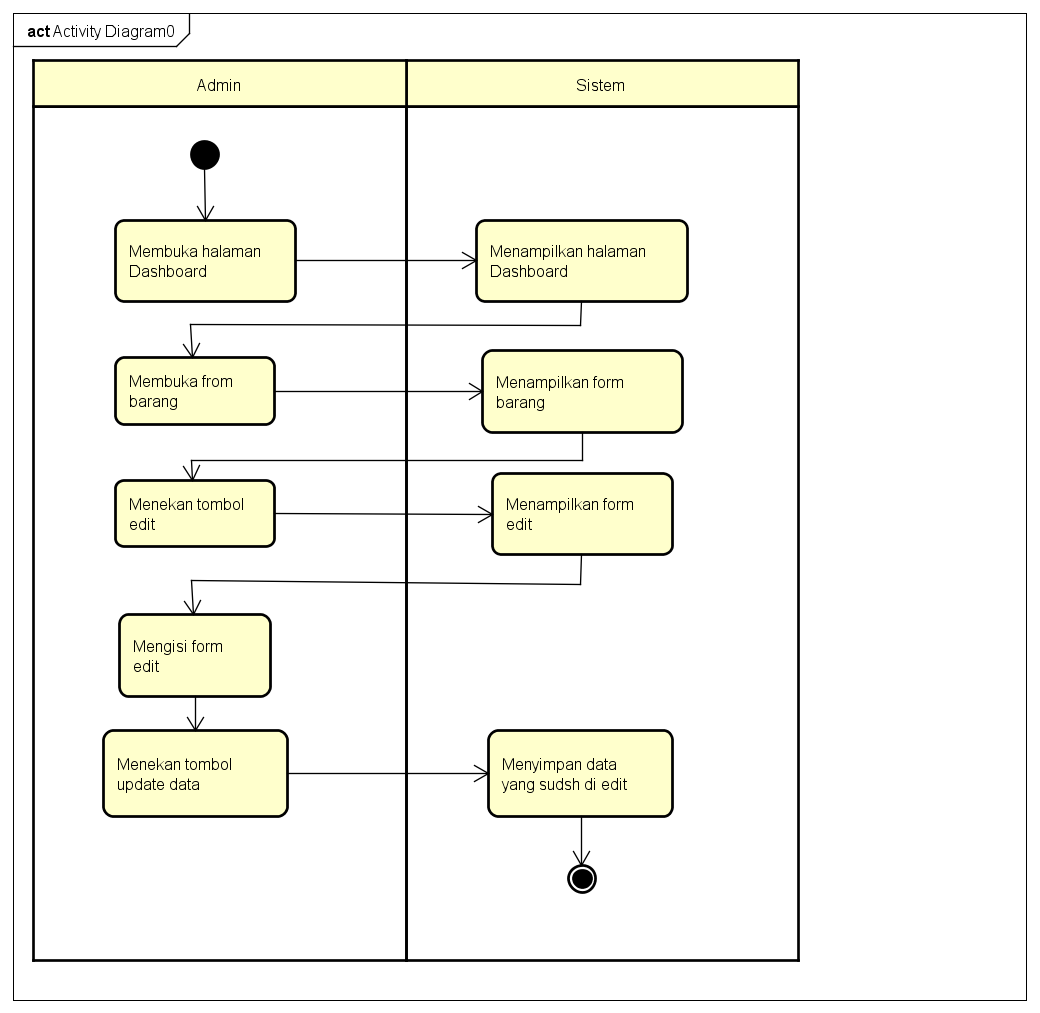 act Activity Diagram0
Admin
Sistem
Membuka halaman
Dashboard
Menampilkan halaman
Dashboard
Membuka from
barang
Menampilkan form
barang
Menekan tombol
edit
Menampilkan form
edit
Mengisi form
edit
Menekan tombol
update data
Menyimpan data
yang sudsh di edit